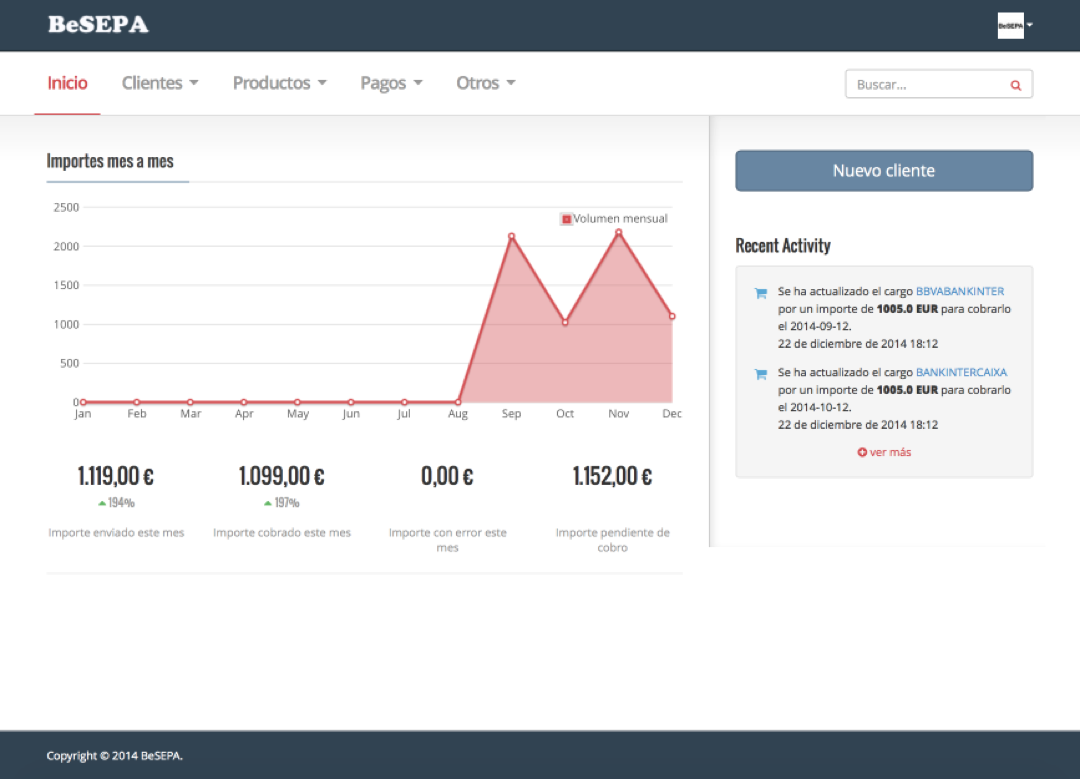 BeSEPA
BeSEPA
Inicio Clientes Productos Pagos Otros Buscar...
Importes mes a mes
2500
2000
1500
1000
500
0
Volumen mensual
Jan Feb Mar Apr May Jun Jul Aug Sep Oct Nov Dec
1.119,00 € 1.099,00 € 0,00 € 1.152,00 €
194% 197%
Importe enviado este mes Importe cobrado este mes Importe con error este Importe pendiente de
mes cobro
Nuevo cliente
Recent Activity
Se ha actualizado el cargo BBVABANKINTER
por un importe de 1005.0 EUR para cobrarlo
el 2014-09-12.
22 de diciembre de 2014 18:12
Se ha actualizado el cargo BANKINTERCAIXA
por un importe de 1005.0 EUR para cobrarlo
el 2014-10-12.
22 de diciembre de 2014 18:12
ver más
Copyright © 2014 BeSEPA.